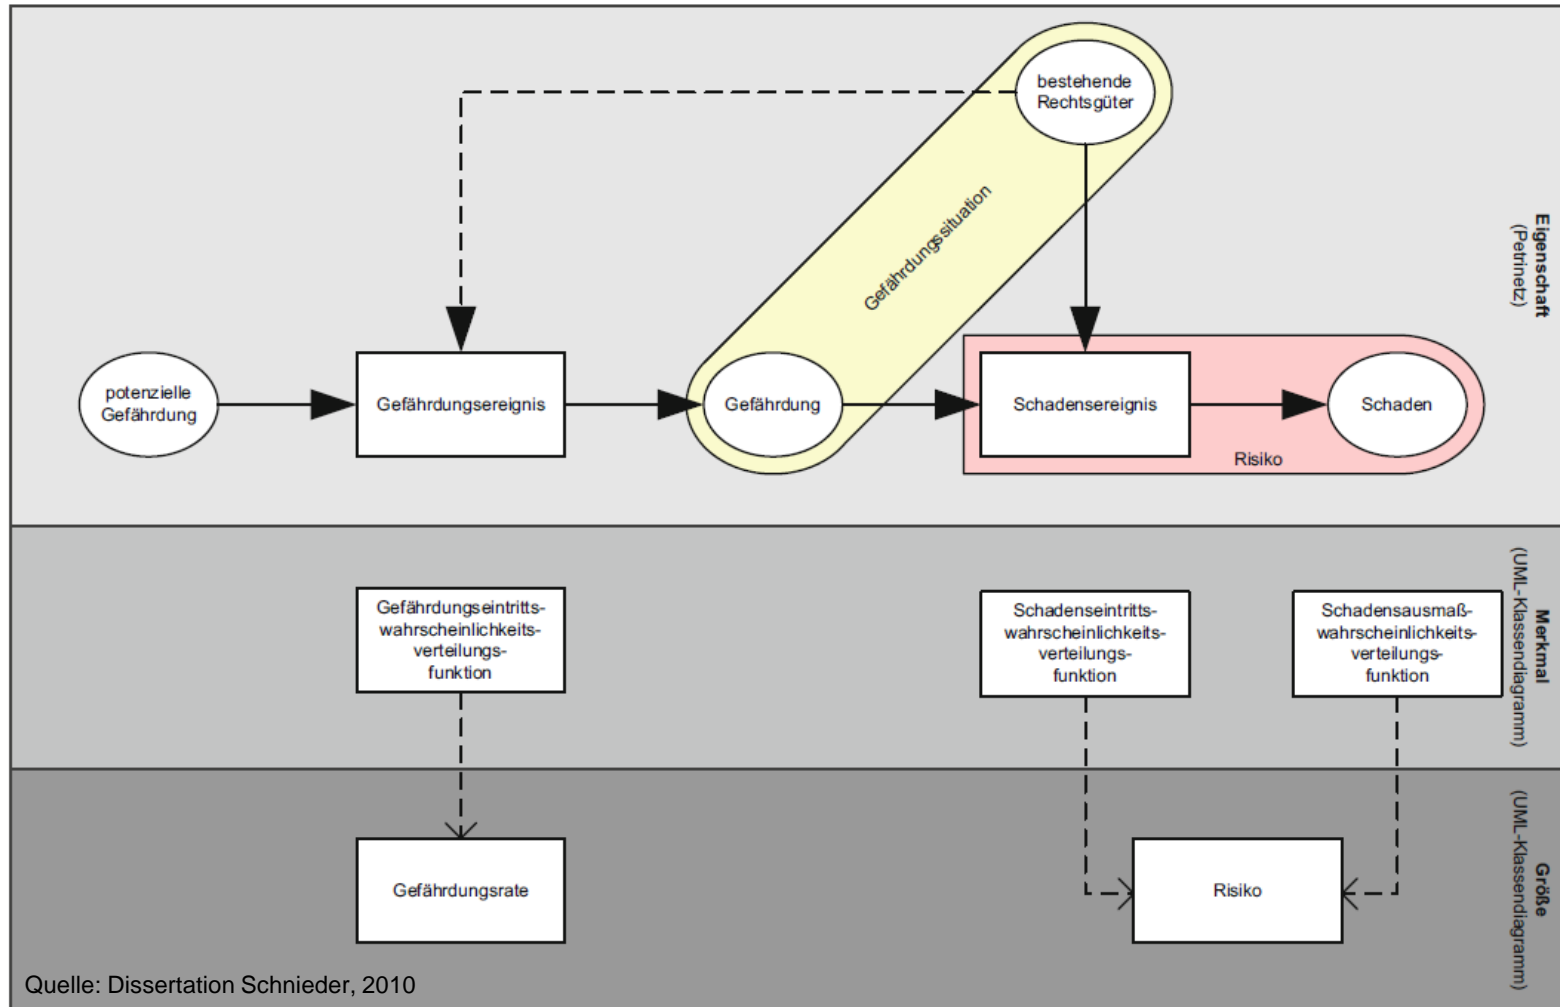 bestehende
Rechtsgüter
Gefährdungssituation
Eigenschaft
(Petrinetz)
potenzielle
Gefährdung
Gefährdungsereignis
Gefährdung
Schadensereignis
Schaden
Risiko
Gefährdungseintritts-
wahrscheinlichkeits-
verteilungs-
funktion
Schadenseintritts-
wahrscheinlichkeits-
verteilungs-
funktion
Schadensausmaß-
wahrscheinlichkeits-
verteilungs-
funktion
Merkmal
(UML-Klassendiagramm)
Gefährdungsrate
Risiko
Größe
(UML-Klassendiagramm)
Quelle: Dissertation Schnieder, 2010